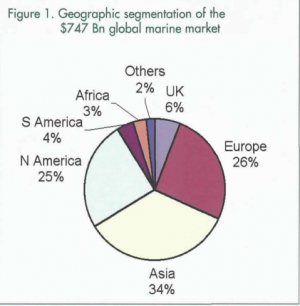 Figure 1. Geographic segmentation of the
$747 Bn global marine market
Others
2%
UK
6%
Africa
3%
S America
4%
N America
25%
Europe
26%
Asia
34%